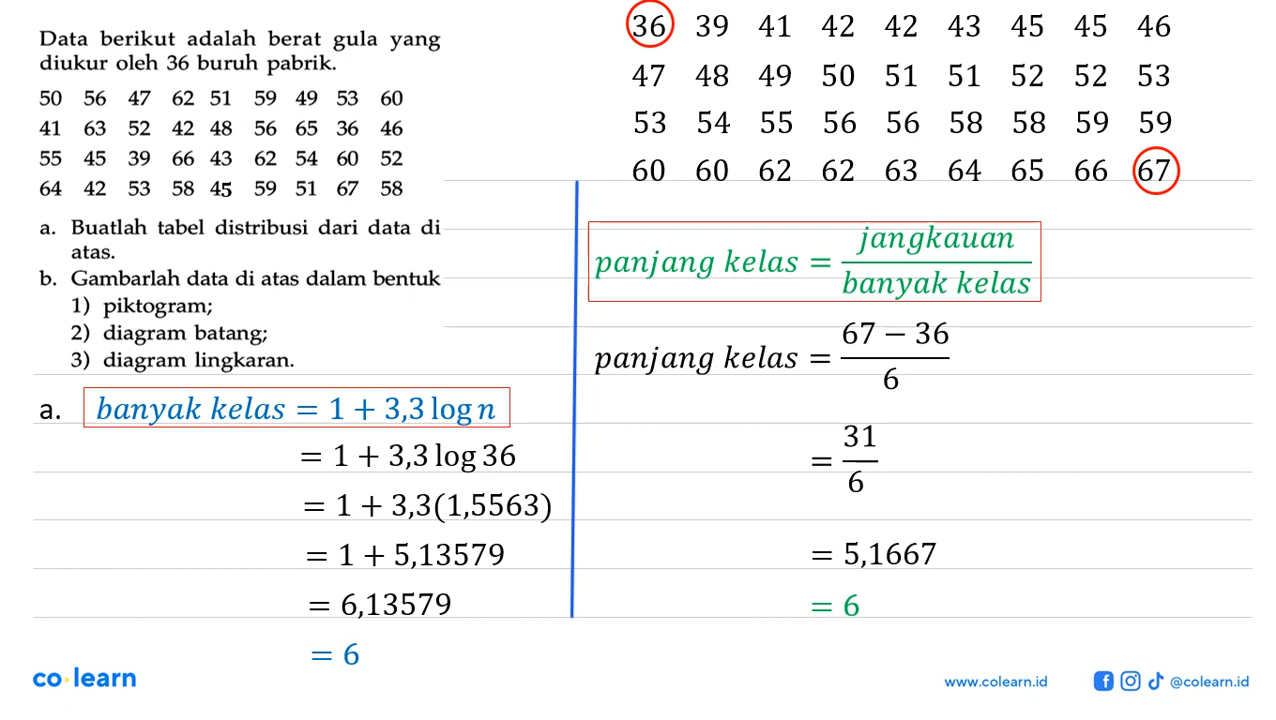 Data berikut adalah berat gula yang
diukur oleh 36 buruh pabrik.
50 56 47 62 51 59 49 53 60
41 63 52 42 48 56 65 36 46
55 45 39 66 43 62 54 60 52
64 42 53 58 45 59 51 67 58
a. Buatlah tabel distribusi dari data di
atas.
b. Gambarlah data di atas dalam bentuk
1) piktogram;
2) diagram batang;
3) diagram lingkaran.
a. banyak kelas = 1 + 3,3 log n
= 1 + 3,3 log 36
= 1 + 3,3(1,5563)
= 1 + 5,13579
= 6,13579
= 6
36 39 41 42 42 43 45 45 46
47 48 49 50 51 51 52 52 53
53 54 55 56 56 58 58 59 59
60 60 62 62 63 64 65 66 67
panjang kelas = jangkauan / banyak kelas
panjang kelas = 67 − 36 / 6
= 31 / 6
= 5,1667
= 6
co learn
www.colearn.id
@colearn.id